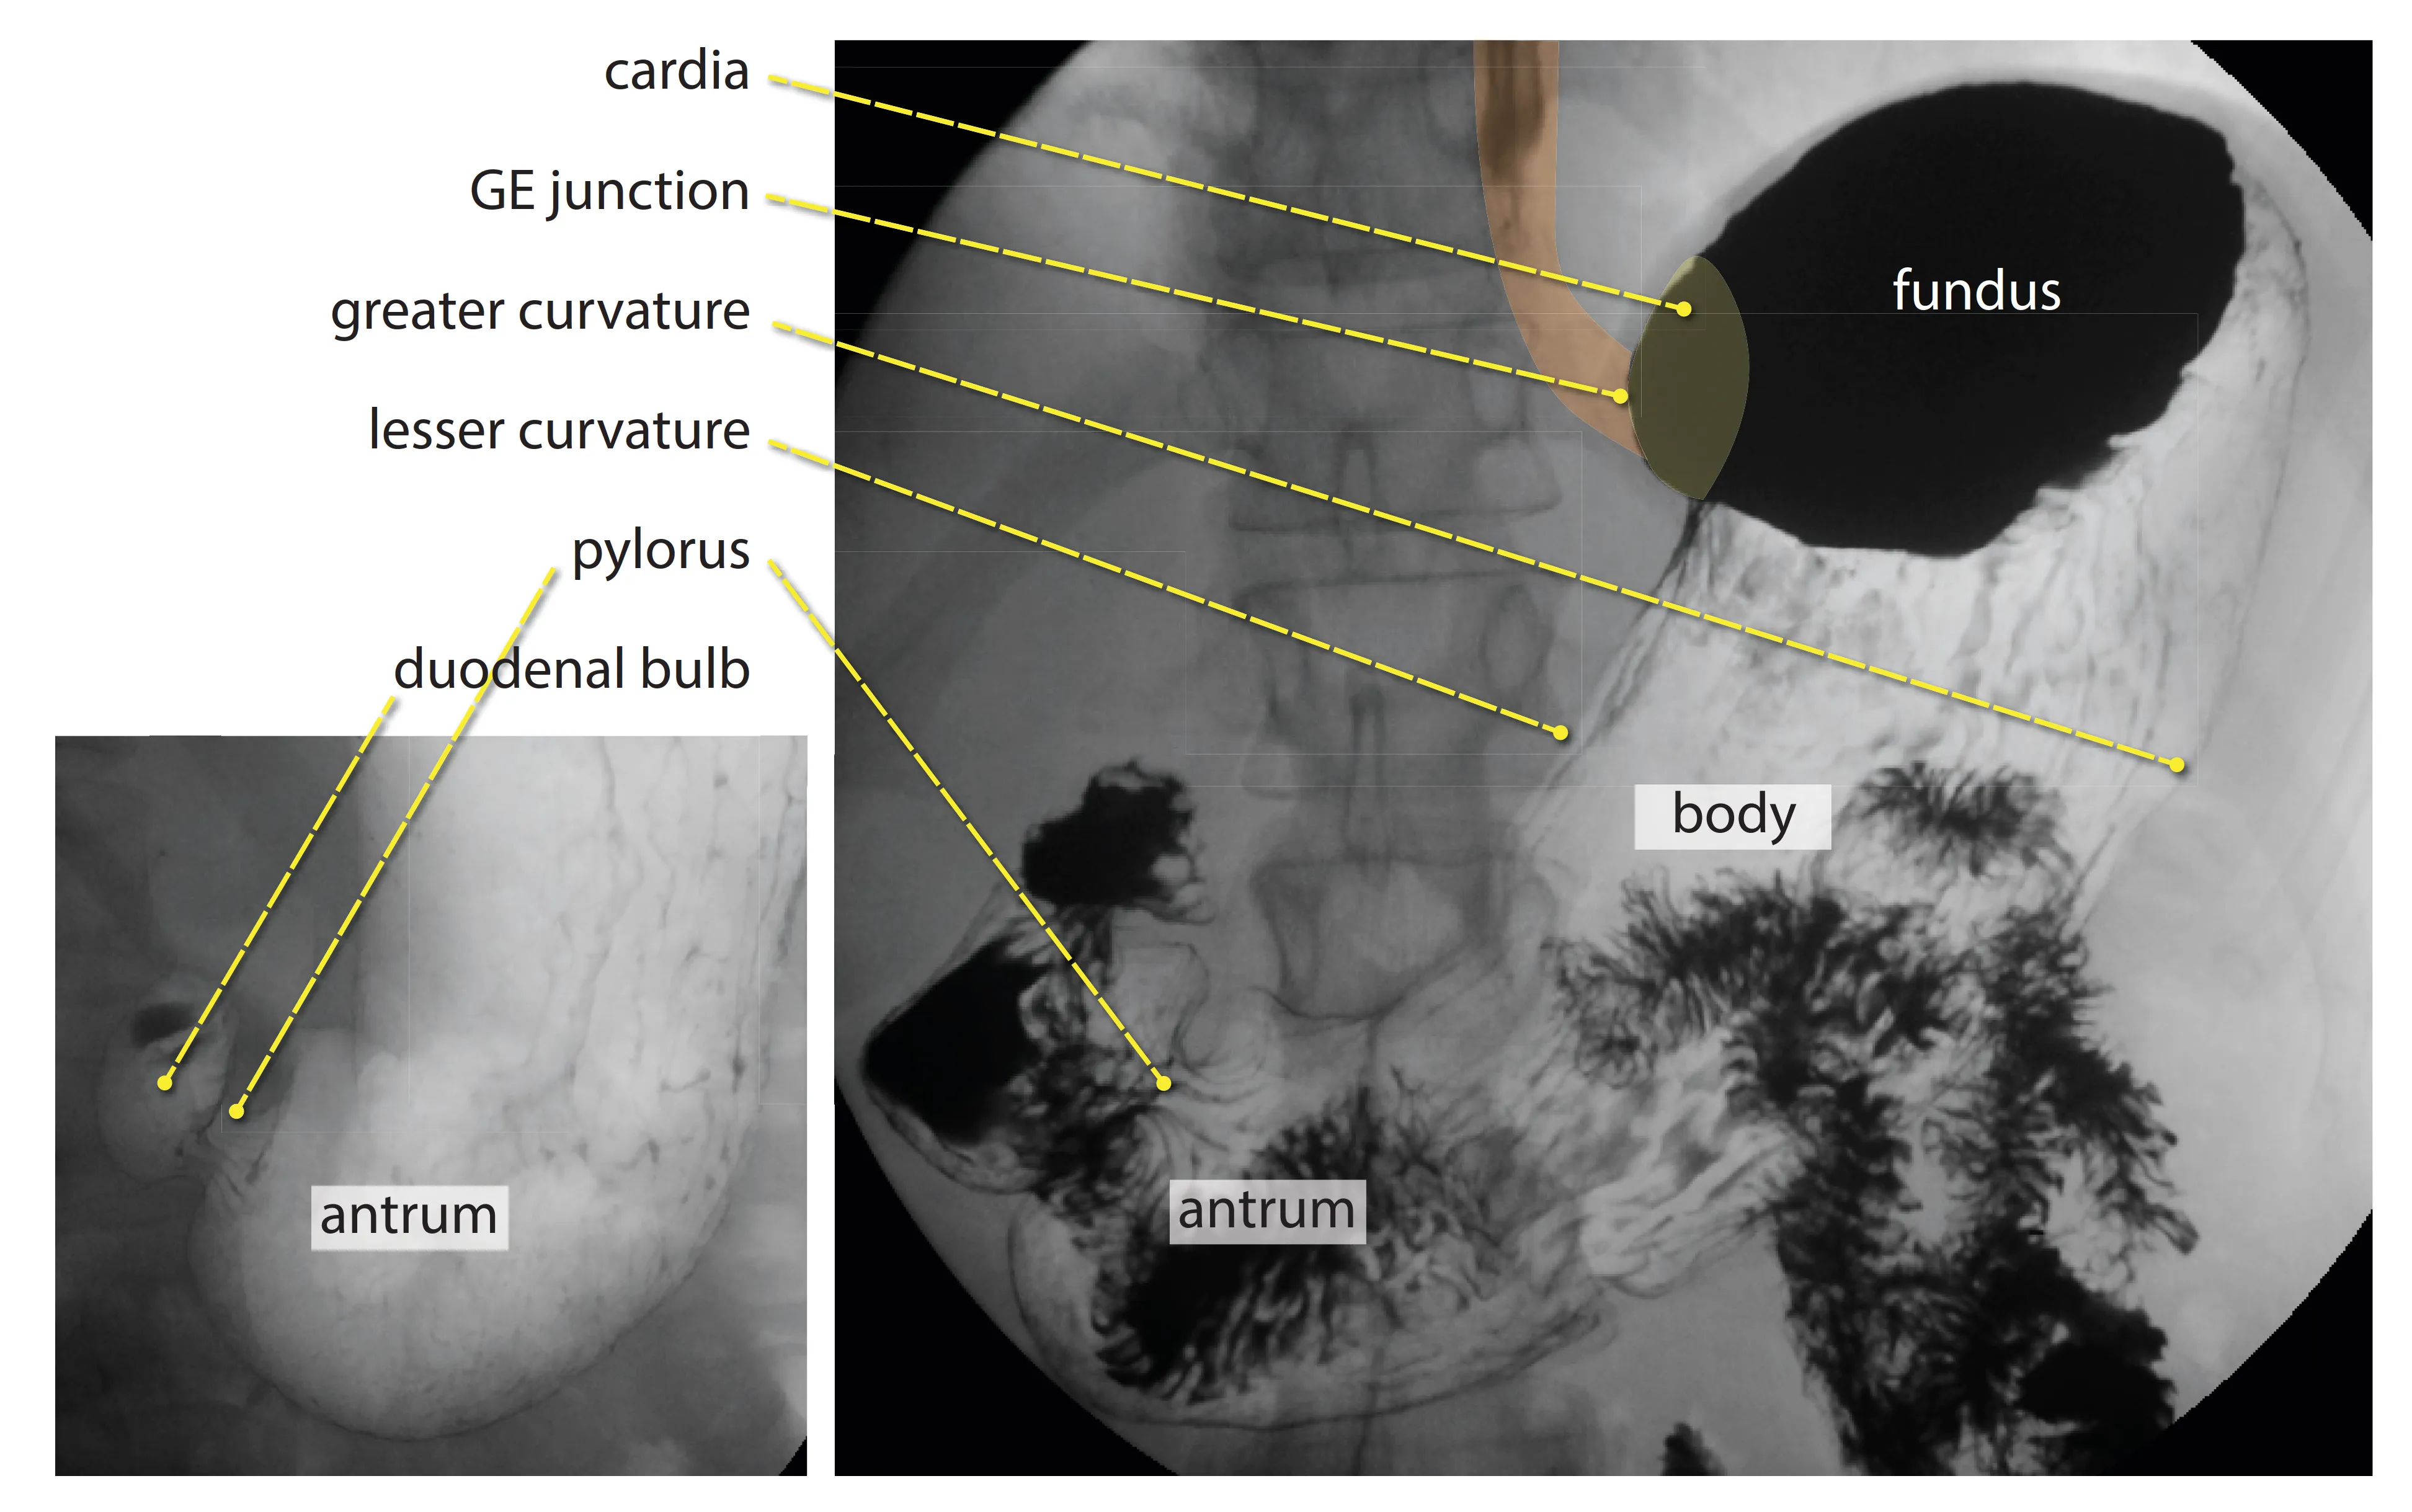 cardia
GE junction
greater curvature
lesser curvature
pylorus
duodenal bulb
fundus
body
antrum
antrum